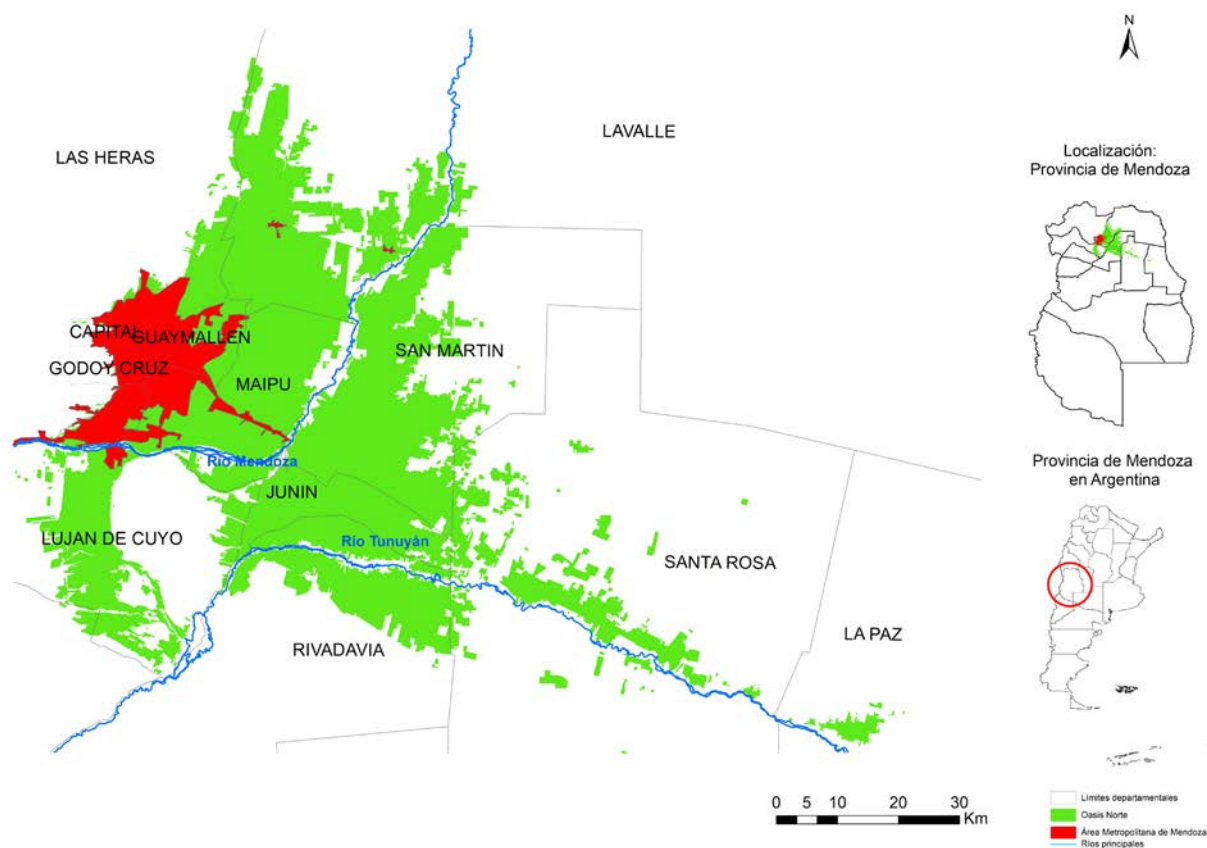 N
LAVALLE
LAS HERAS
Localización:
Provincia de Mendoza
CAPITAL
GUAYMALLEN
SAN MARTIN
GODOY CRUZ
MAIPU
Río Mendoza
Provincia de Mendoza
en Argentina
JUNIN
LUJAN DE CUYO
Río Tunuyán
SANTA ROSA
LA PAZ
RIVADAVIA
0 5 10 20 30
Km
Límites departamentales
Oasis Norte
Área Metropolitana de Mendoza
Ríos principales